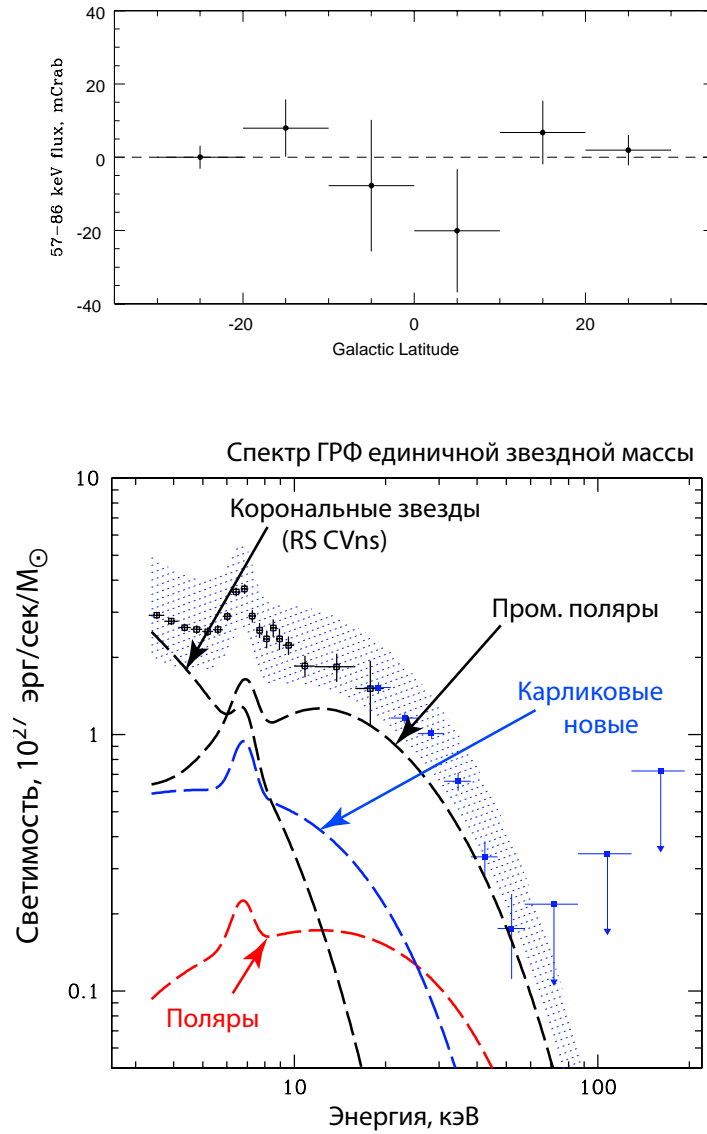 40
20
0
-20
-40
57-86 keV flux, mCrab
-20
0
20
Galactic Latitude
Спектр ГРФ единичной звездной массы
10
1
0.1
Светимость, 10²⁷ эрг/сек/M☉
Корональные звезды
(RS CVns)
Пром. поляры
Карликовые
новые
Поляры
10
100
Энергия, кэВ